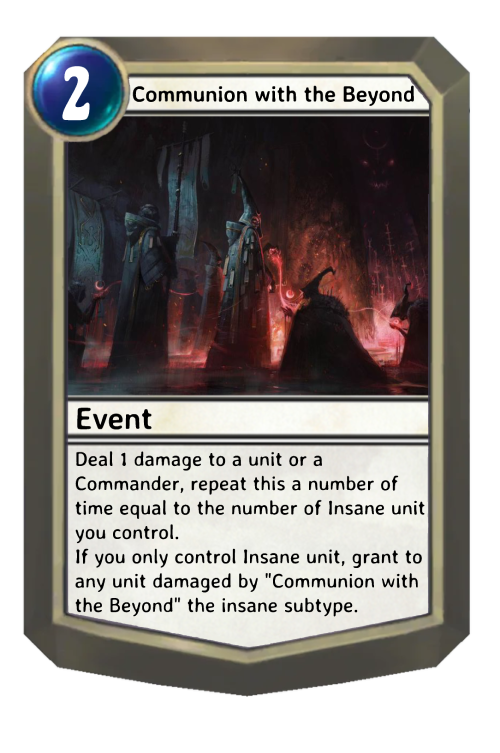 2
Communion with the Beyond
Event
Deal 1 damage to a unit or a
Commander, repeat this a number of
time equal to the number of Insane unit
you control.
If you only control Insane unit, grant to
any unit damaged by "Communion with
the Beyond" the insane subtype.